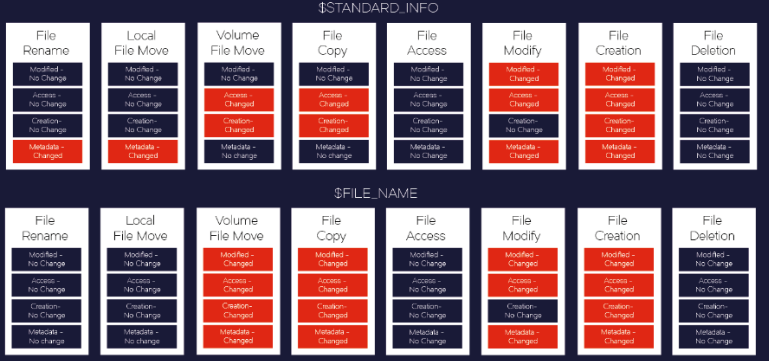 $STANDARD_INFO
File
Rename
Modified -
No Change
Access -
No Change
Creation-
No Change
Metadata -
Changed
Local
File Move
Modified -
No Change
Access -
No Change
Creation-
No Change
Metadata -
Changed
Volume
File Move
Modified -
No Change
Access -
Changed
Creation-
Changed
Metadata -
No change
File
Copy
Modified -
No Change
Access -
Changed
Creation-
Changed
Metadata -
No Change
File
Access
Modified -
No Change
Access -
No Change
Creation-
No Change
Metadata -
No Change
File
Modify
Modified -
Changed
Access -
Changed
Creation-
No Change
Metadata -
Changed
File
Creation
Modified -
Changed
Access -
Changed
Creation-
Changed
Metadata -
Changed
File
Deletion
Modified -
No Change
Access -
No Change
Creation-
No Change
Metadata -
No Change
$FILE_NAME
File
Rename
Modified -
No Change
Access -
No Change
Creation-
No Change
Metadata -
No Change
Local
File Move
Modified -
No Change
Access -
No Change
Creation-
No Change
Metadata -
No change
Volume
File Move
Modified -
Changed
Access -
Changed
Creation-
Changed
Metadata -
Changed
File
Copy
Modified -
Changed
Access -
Changed
Creation-
Changed
Metadata -
Changed
File
Access
Modified -
No Change
Access -
No Change
Creation-
No Change
Metadata -
No Change
File
Modify
Modified -
Changed
Access -
Changed
Creation-
No Change
Metadata -
Changed
File
Creation
Modified -
Changed
Access -
Changed
Creation-
Changed
Metadata -
Changed
File
Deletion
Modified -
No Change
Access -
No Change
Creation-
No Change
Metadata -
No Change